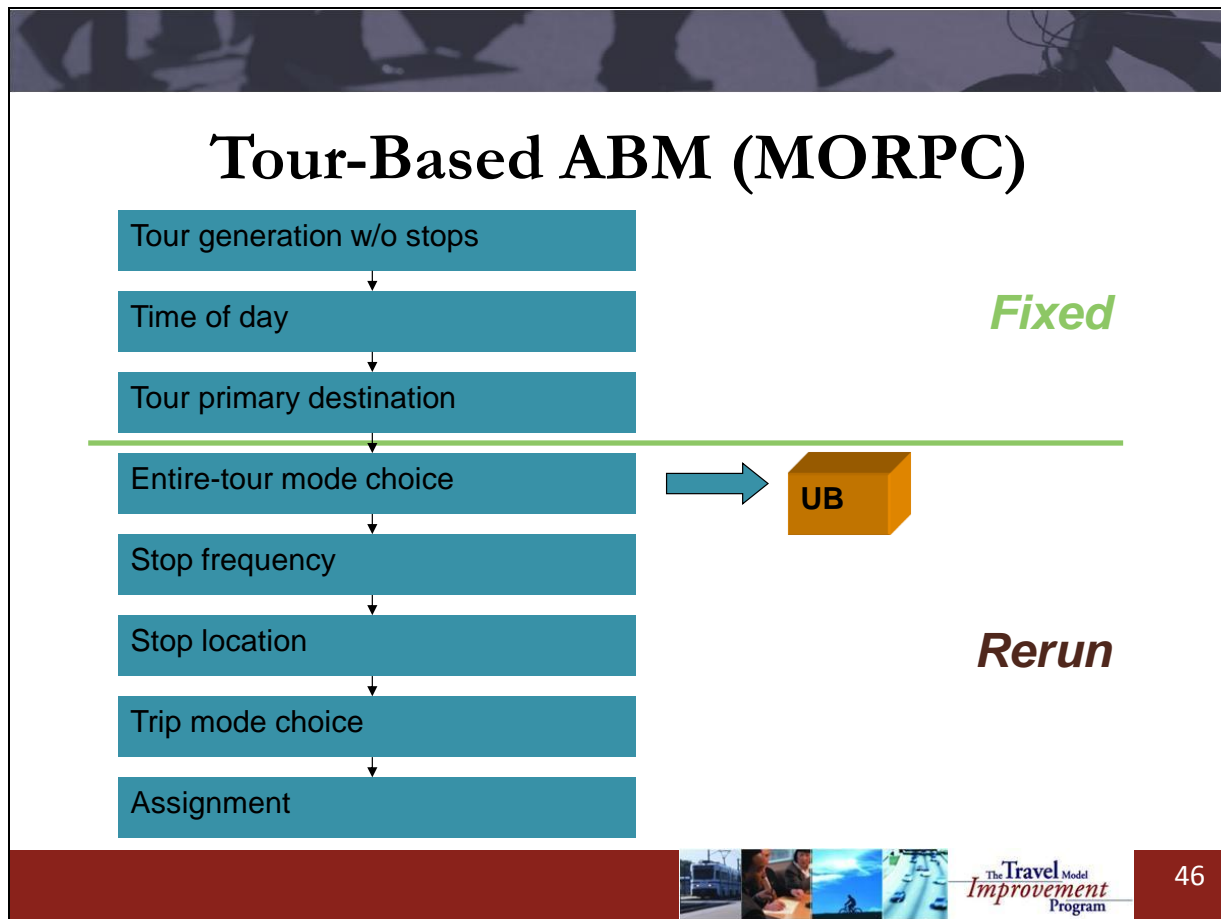 Tour-Based ABM (MORPC)
Tour generation w/o stops
Time of day
Tour primary destination
Fixed
Entire-tour mode choice
UB
Stop frequency
Stop location
Trip mode choice
Assignment
Rerun
The Travel Model
Improvement
Program
46